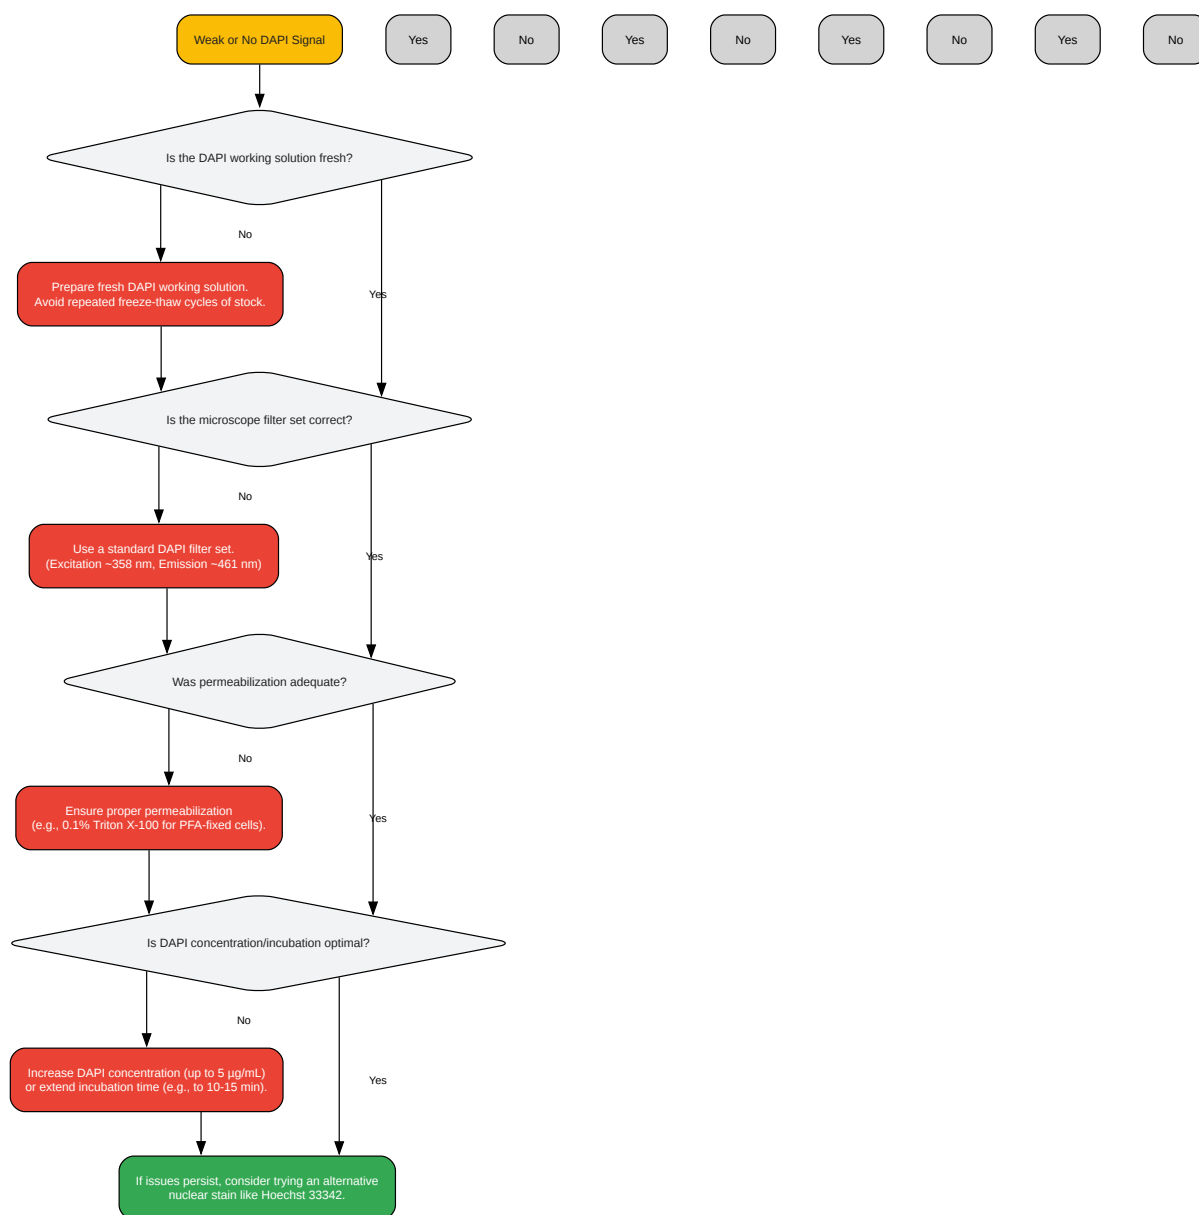 Weak or No DAPI Signal
Yes
No
Yes
No
Yes
No
Yes
No
Is the DAPI working solution fresh?
No
Prepare fresh DAPI working solution.
Avoid repeated freeze-thaw cycles of stock.
Yes
Is the microscope filter set correct?
No
Use a standard DAPI filter set.
(Excitation ~358 nm, Emission ~461 nm)
Yes
Was permeabilization adequate?
No
Ensure proper permeabilization
(e.g., 0.1% Triton X-100 for PFA-fixed cells).
Yes
Is DAPI concentration/incubation optimal?
No
Increase DAPI concentration (up to 5 µg/mL)
or extend incubation time (e.g., to 10-15 min).
Yes
If issues persist, consider trying an alternative
nuclear stain like Hoechst 33342.